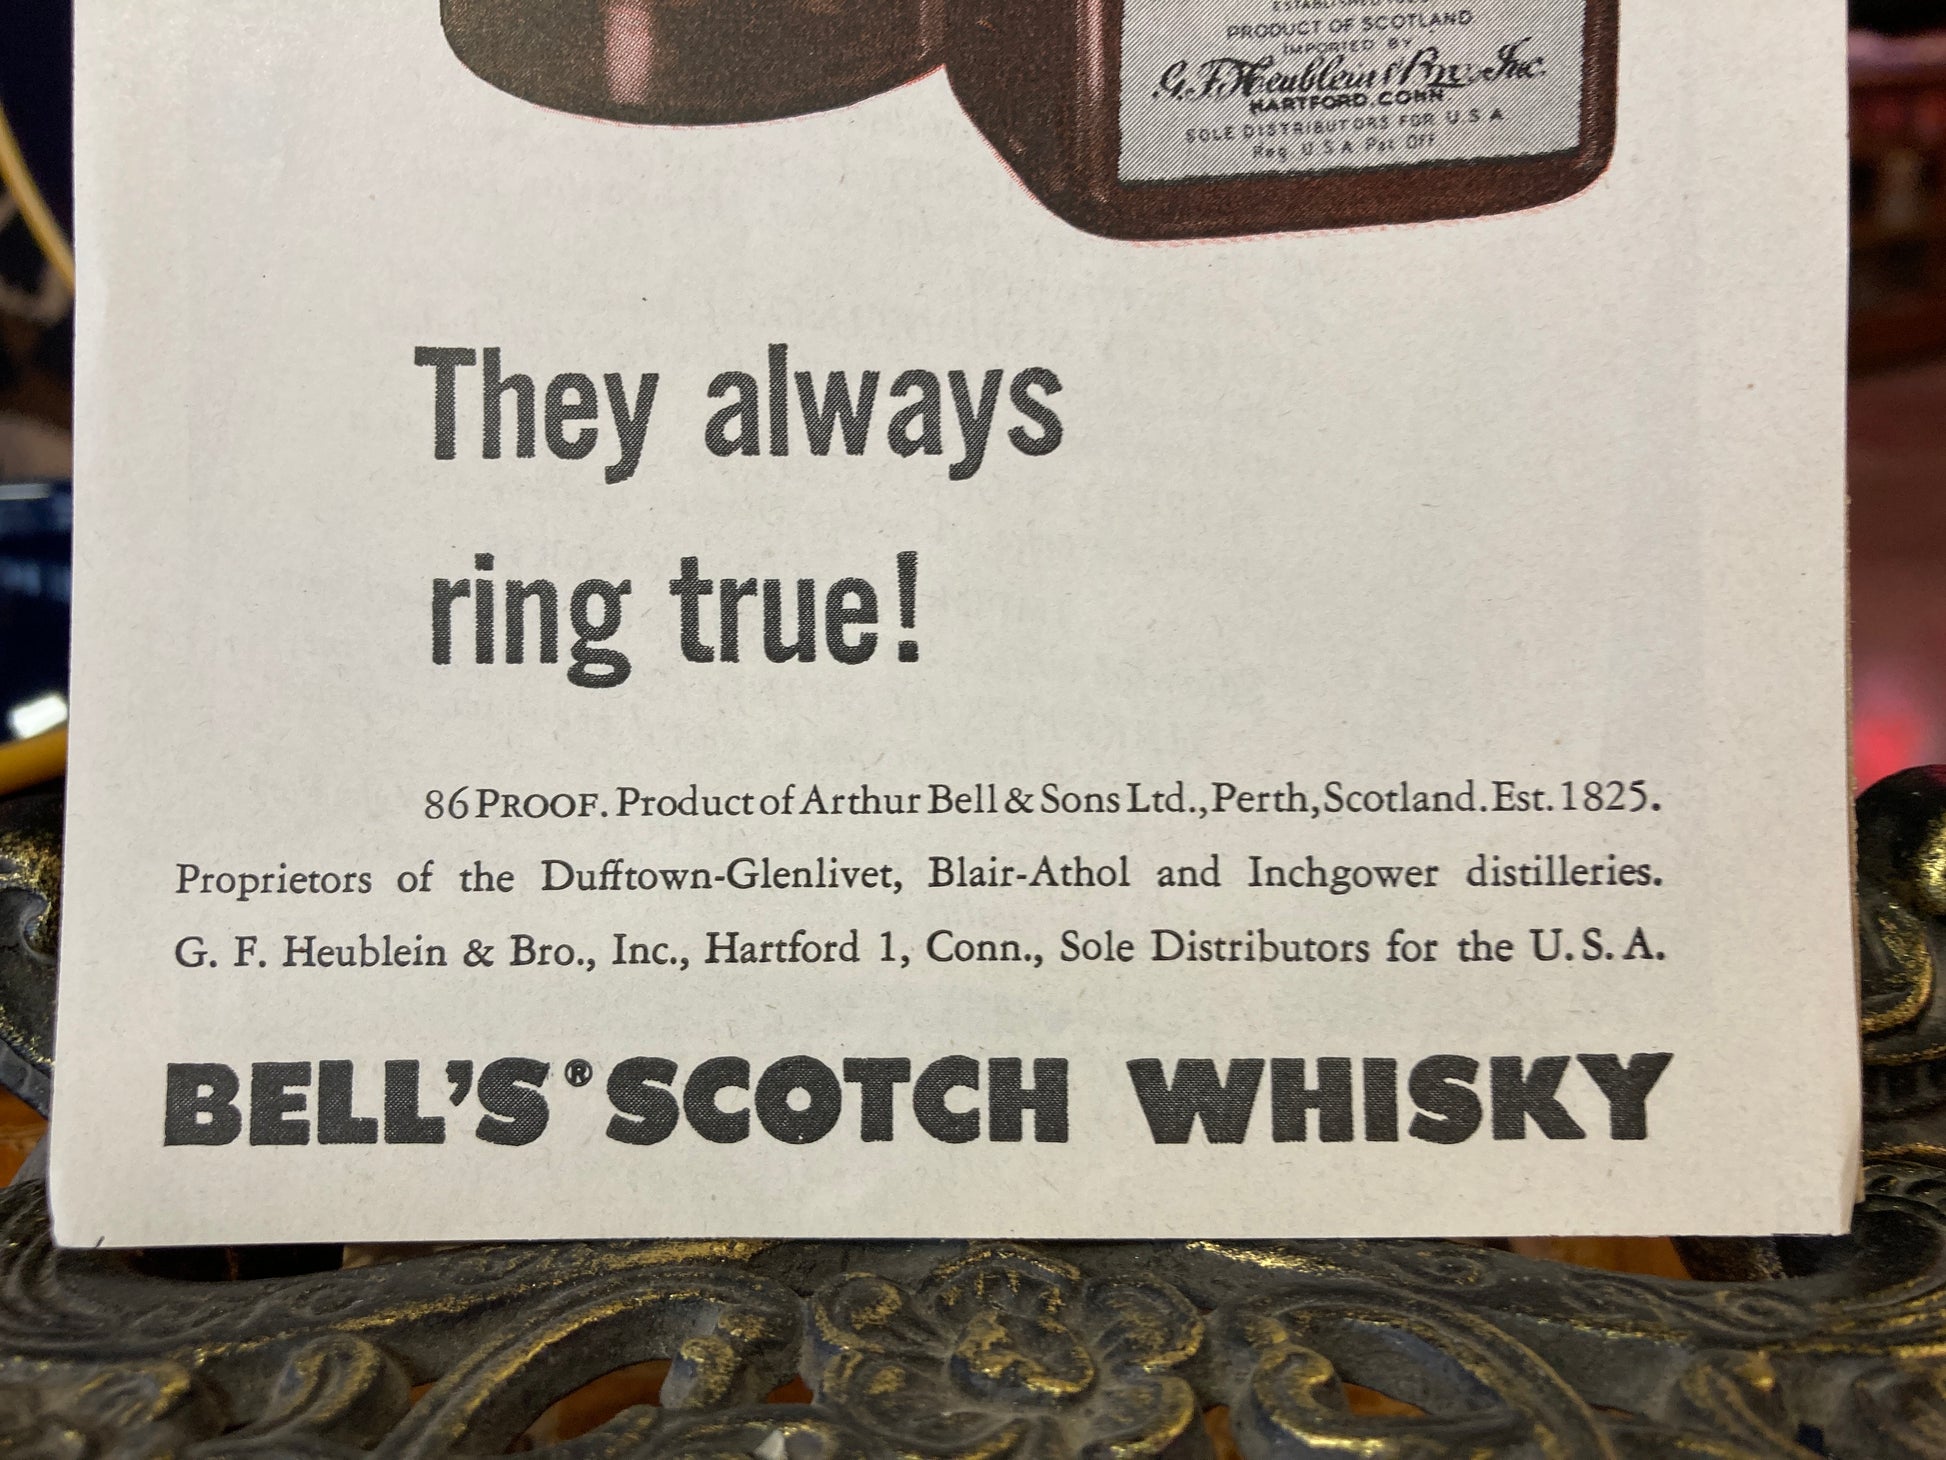 PRODUCT OF SCOTLAND
IMPORTED BY
G. F. Heublein & Bro., Inc.
HARTFORD, CONN.
SOLE DISTRIBUTORS FOR U.S.A
Reg. U S A Pat Off
They always
ring true!
86 PROOF. Product of Arthur Bell & Sons Ltd., Perth, Scotland. Est. 1825.
Proprietors of the Dufftown-Glenlivet, Blair-Athol and Inchgower distilleries.
G. F. Heublein & Bro., Inc., Hartford 1, Conn., Sole Distributors for the U. S. A.
BELL'S® SCOTCH WHISKY